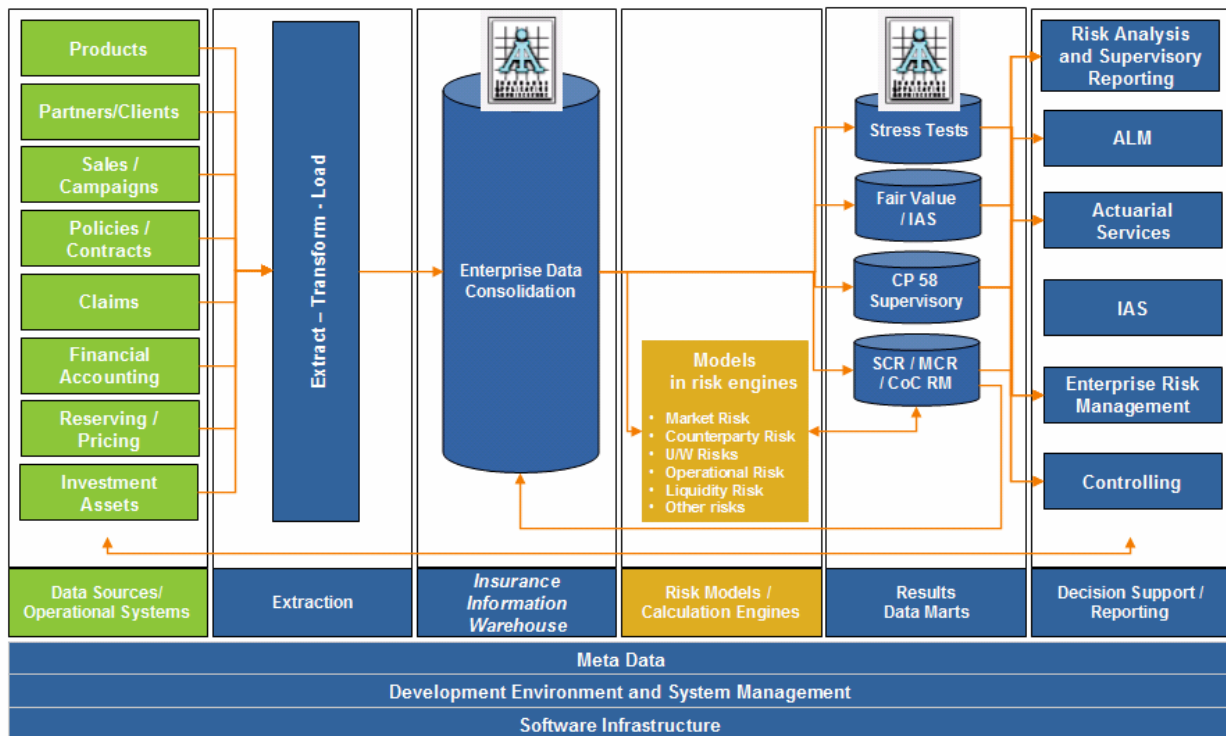 Products
Partners/Clients
Sales /
Campaigns
Policies /
Contracts
Claims
Financial
Accounting
Reserving /
Pricing
Investment
Assets
Extract – Transform - Load
Enterprise Data
Consolidation
Models
in risk engines
• Market Risk
• Counterparty Risk
• U/W Risks
• Operational Risk
• Liquidity Risk
• Other risks
Stress Tests
Fair Value
/ IAS
CP 58
Supervisory
SCR / MCR
/ CoC RM
Risk Analysis
and Supervisory
Reporting
ALM
Actuarial
Services
IAS
Enterprise Risk
Management
Controlling
Data Sources/
Operational Systems
Extraction
Insurance
Information
Warehouse
Risk Models /
Calculation Engines
Results
Data Marts
Decision Support /
Reporting
Meta Data
Development Environment and System Management
Software Infrastructure